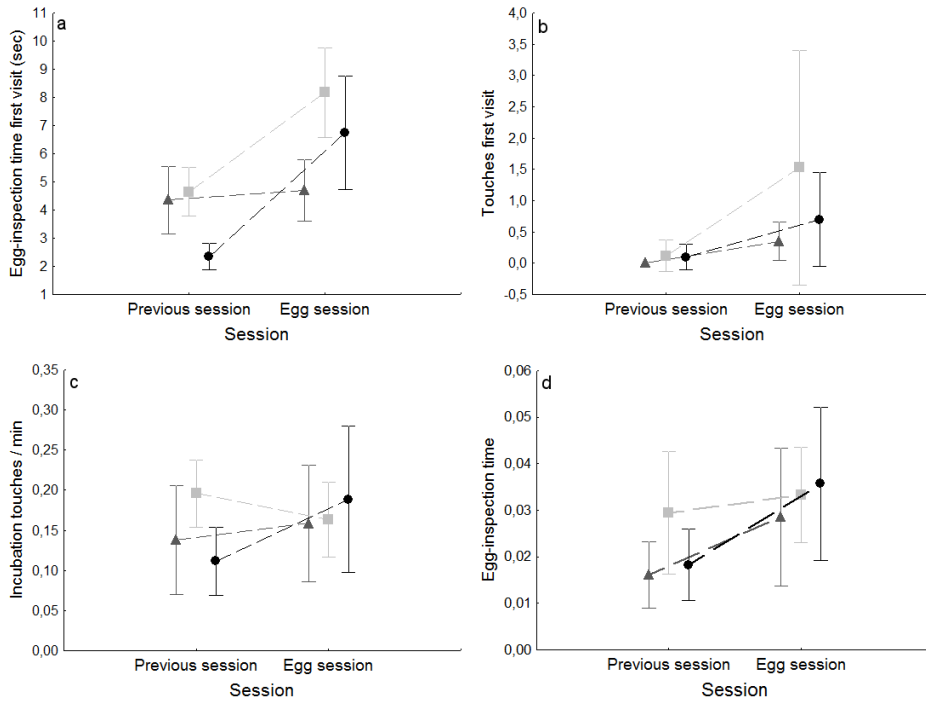 a
11
10
9
8
7
6
5
4
3
2
1
Egg-inspection time first visit (sec)
Previous session
Egg session
Session
b
4,0
3,5
3,0
2,5
2,0
1,5
1,0
0,5
0,0
-0,5
Touches first visit
Previous session
Egg session
Session
c
0,35
0,30
0,25
0,20
0,15
0,10
0,05
0,00
Incubation touches / min
Previous session
Egg session
Session
d
0,06
0,05
0,04
0,03
0,02
0,01
0,00
Egg-inspection time
Previous session
Egg session
Session